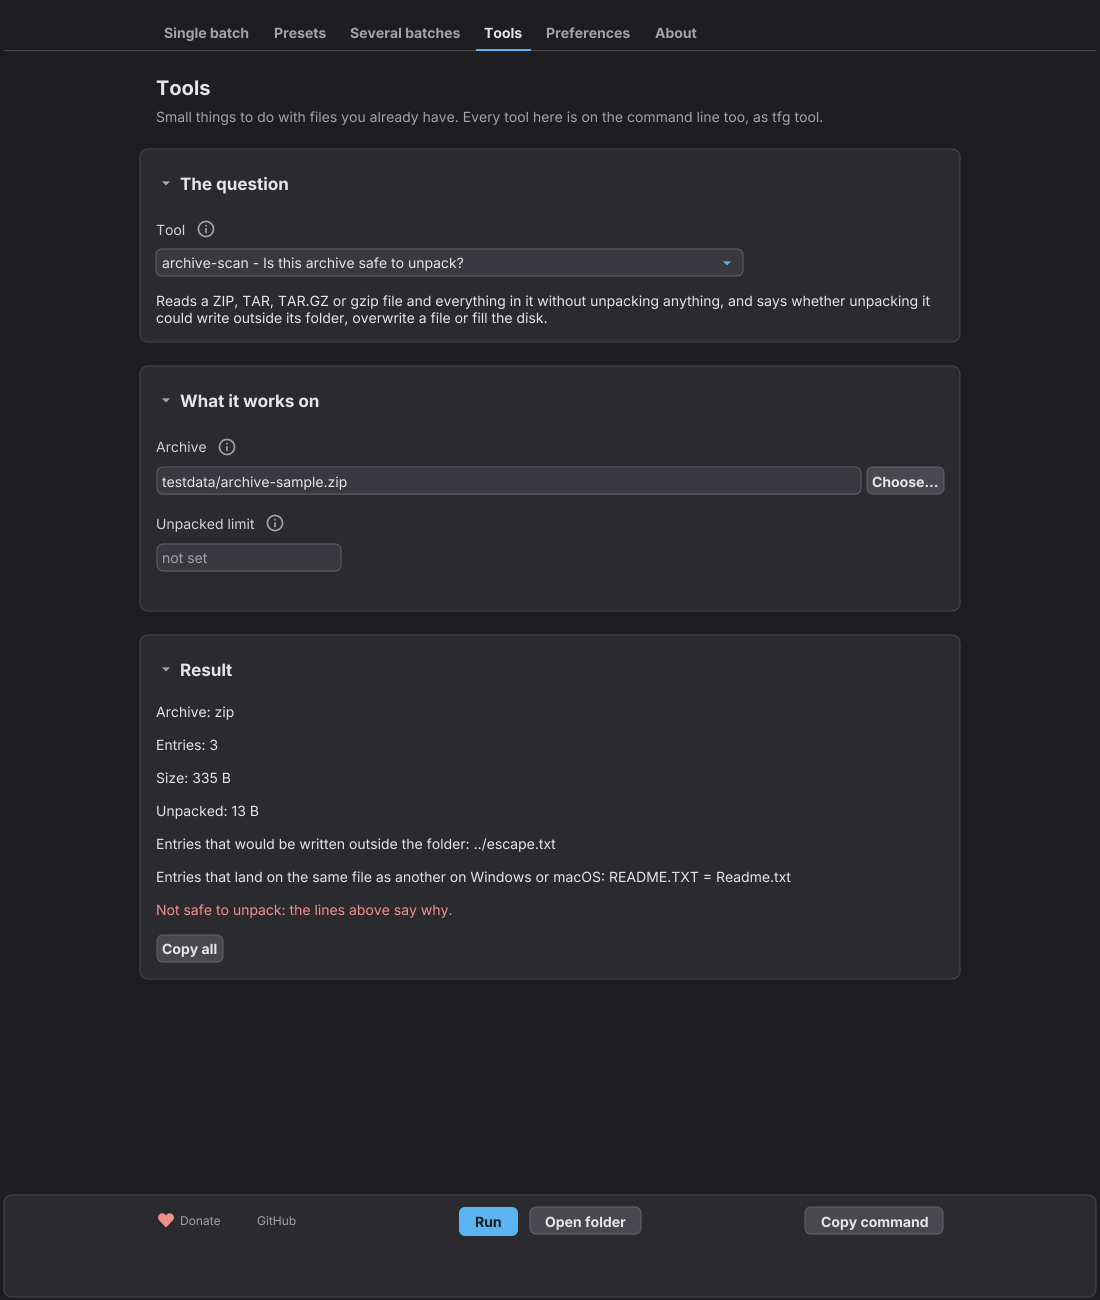 Single batch Presets Several batches Tools Preferences About
Tools
Small things to do with files you already have. Every tool here is on the command line too, as tfg tool.
The question
Tool
archive-scan - Is this archive safe to unpack?
Reads a ZIP, TAR, TAR.GZ or gzip file and everything in it without unpacking anything, and says whether unpacking it
could write outside its folder, overwrite a file or fill the disk.
What it works on
Archive
testdata/archive-sample.zip Choose...
Unpacked limit
not set
Result
Archive: zip
Entries: 3
Size: 335 B
Unpacked: 13 B
Entries that would be written outside the folder: ../escape.txt
Entries that land on the same file as another on Windows or macOS: README.TXT = Readme.txt
Not safe to unpack: the lines above say why.
Copy all
Donate GitHub Run Open folder Copy command